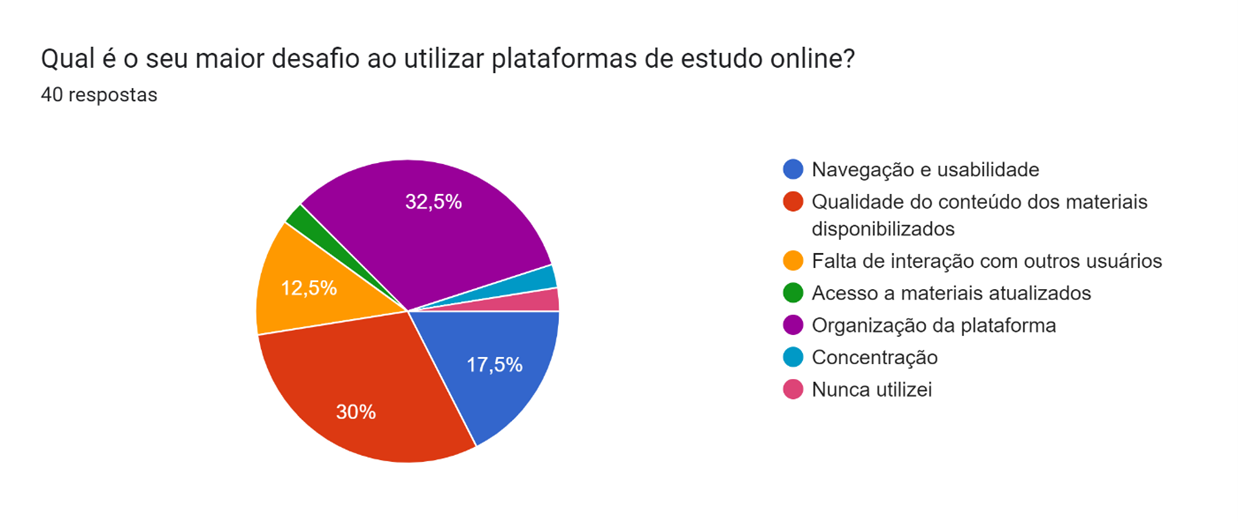 Qual é o seu maior desafio ao utilizar plataformas de estudo online?
40 respostas
32,5%
12,5%
17,5%
30%
Navegação e usabilidade
Qualidade do conteúdo dos materiais
disponibilizados
Falta de interação com outros usuários
Acesso a materiais atualizados
Organização da plataforma
Concentração
Nunca utilizei